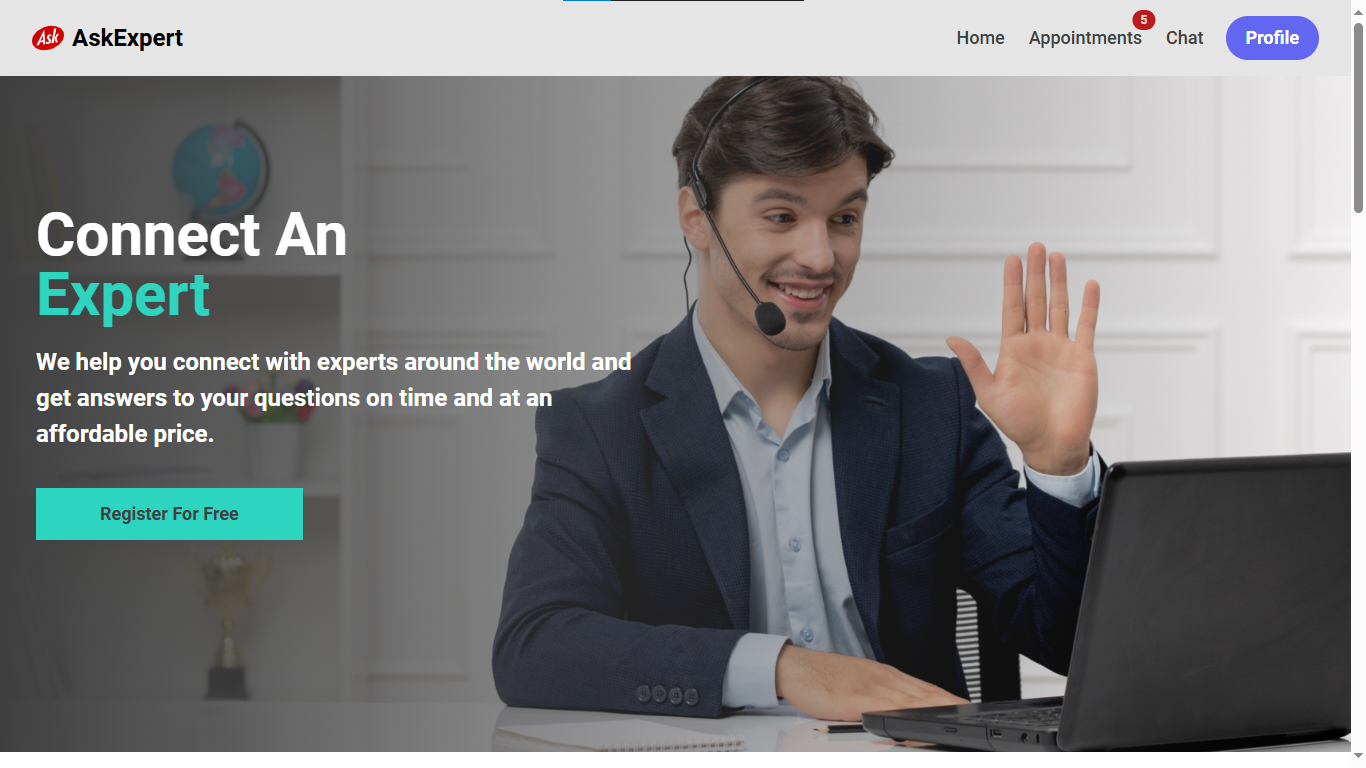 Ask AskExpert
Home Appointments 5 Chat Profile
Connect An
Expert
We help you connect with experts around the world and
get answers to your questions on time and at an
affordable price.
Register For Free